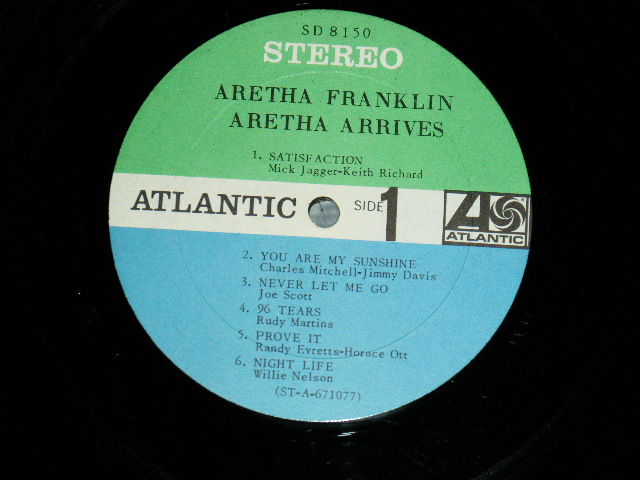 SD 8150
STEREO
ARETHA FRANKLIN
ARETHA ARRIVES
1. SATISFACTION
Mick Jagger-Keith Richard
ATLANTIC
SIDE 1
ATLANTIC
2. YOU ARE MY SUNSHINE
Charles Mitchell-Jimmy Davis
3. NEVER LET ME GO
Joe Scott
4. 96 TEARS
Rudy Martins
5. PROVE IT
Randy Evretts-Horace Ott
6. NIGHT LIFE
Willie Nelson
(ST-A-671077)